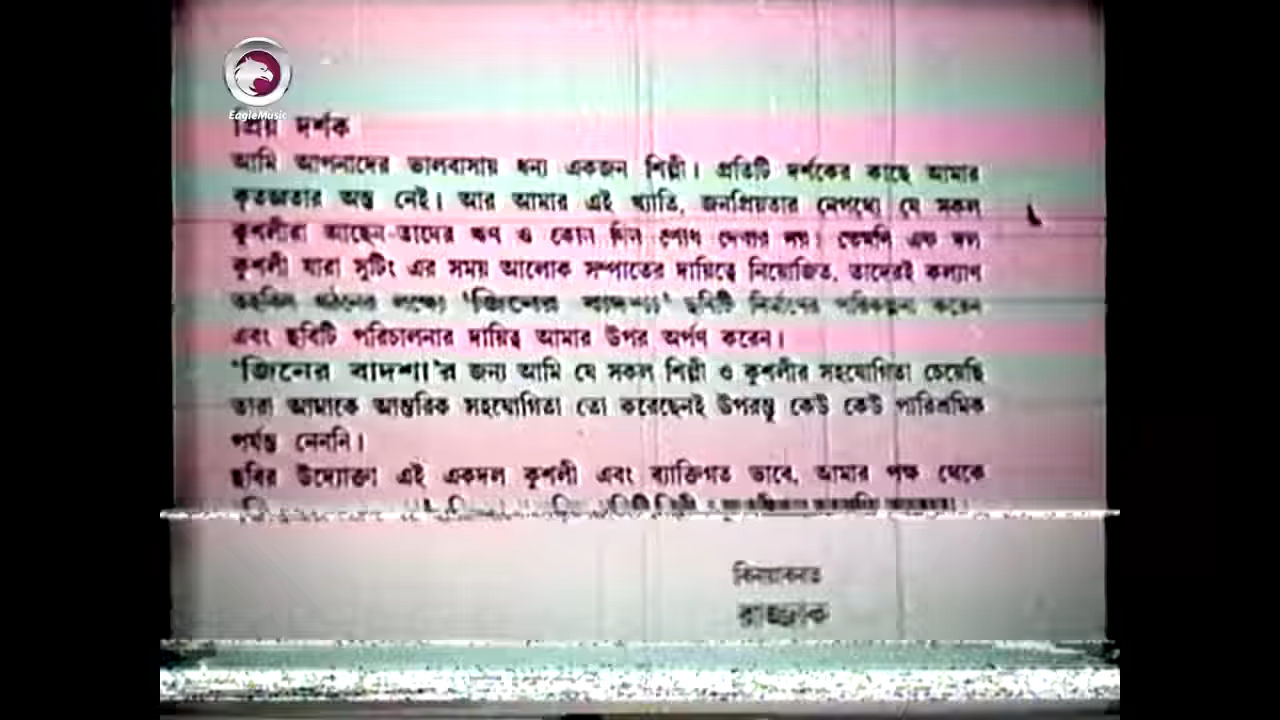 EagleMusic
প্রিয় দর্শক
আমি আপনাদের ভালবাসায় ধন্য একজন শিল্পী। প্রতিটি দর্শকের কাছে আমার
কৃতজ্ঞতার অন্ত নেই। আর আমার এই খ্যাতি, জনপ্রিয়তার নেপথ্যে যে সকল
কুশলীরা আছেন-তাদের ঋণ ও কোন দিন শোধ দেবার নয়। তেমনি এক দল
কুশলী যারা সুটিং এর সময় আলোক সম্পাতের দায়িত্বে নিয়োজিত, তাদেরই কল্যাণ
তহবিল গঠনের লক্ষ্যে 'জিনের বাদশা' ছবিটি নির্মাণের পরিকল্পনা করেন
এবং ছবিটি পরিচালনার দায়িত্ব আমার উপর অর্পণ করেন।
'জিনের বাদশা'র জন্য আমি যে সকল শিল্পী ও কুশলীর সহযোগিতা চেয়েছি
তারা আমাকে আন্তরিক সহযোগিতা তো করেছেনই উপরন্তু কেউ কেউ পারিশ্রমিক
পর্যন্ত নেননি।
ছবির উদ্যোক্তা এই একদল কুশলী এবং ব্যাক্তিগত ভাবে, আমার পক্ষ থেকে
বিনয়াবনত
রাজ্জাক